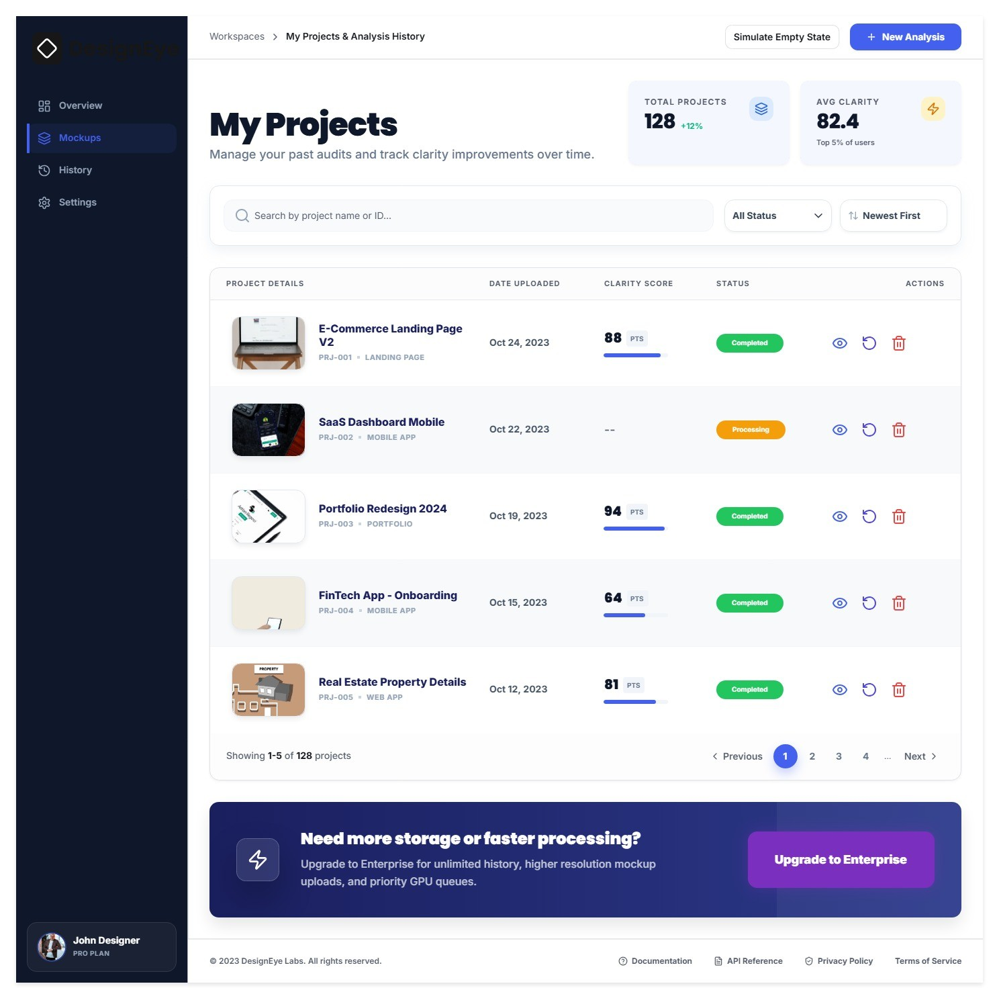 DesignEye
Overview
Mockups
History
Settings
John Designer
PRO PLAN
Workspaces > My Projects & Analysis History
Simulate Empty State
+ New Analysis
My Projects
Manage your past audits and track clarity improvements over time.
TOTAL PROJECTS
128 +12%
AVG CLARITY
82.4
Top 5% of users
Search by project name or ID...
All Status
Newest First
PROJECT DETAILS DATE UPLOADED CLARITY SCORE STATUS ACTIONS
E-Commerce Landing Page
V2
PRJ-001 LANDING PAGE
Oct 24, 2023
88 PTS
Completed
SaaS Dashboard Mobile
PRJ-002 MOBILE APP
Oct 22, 2023
--
Processing
Portfolio Redesign 2024
PRJ-003 PORTFOLIO
Oct 19, 2023
94 PTS
Completed
FinTech App - Onboarding
PRJ-004 MOBILE APP
Oct 15, 2023
64 PTS
Completed
PROPERTY
Real Estate Property Details
PRJ-005 WEB APP
Oct 12, 2023
81 PTS
Completed
Showing 1-5 of 128 projects
< Previous 1 2 3 4 ... Next >
Need more storage or faster processing?
Upgrade to Enterprise for unlimited history, higher resolution mockup
uploads, and priority GPU queues.
Upgrade to Enterprise
© 2023 DesignEye Labs. All rights reserved.
Documentation API Reference Privacy Policy Terms of Service